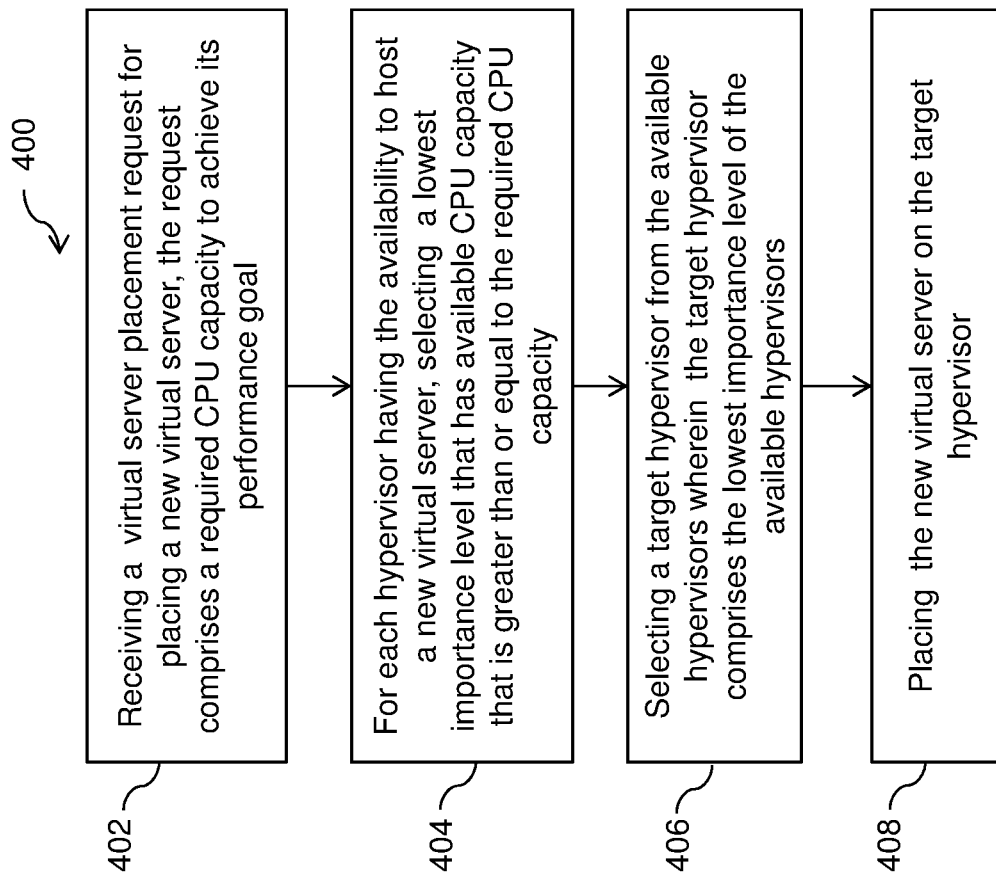 400
402
Receiving a virtual server placement request for
placing a new virtual server, the request
comprises a required CPU capacity to achieve its
performance goal
404
For each hypervisor having the availability to host
a new virtual server, selecting a lowest
importance level that has available CPU capacity
that is greater than or equal to the required CPU
capacity
406
Selecting a target hypervisor from the available
hypervisors wherein the target hypervisor
comprises the lowest importance level of the
available hypervisors
408
Placing the new virtual server on the target
hypervisor